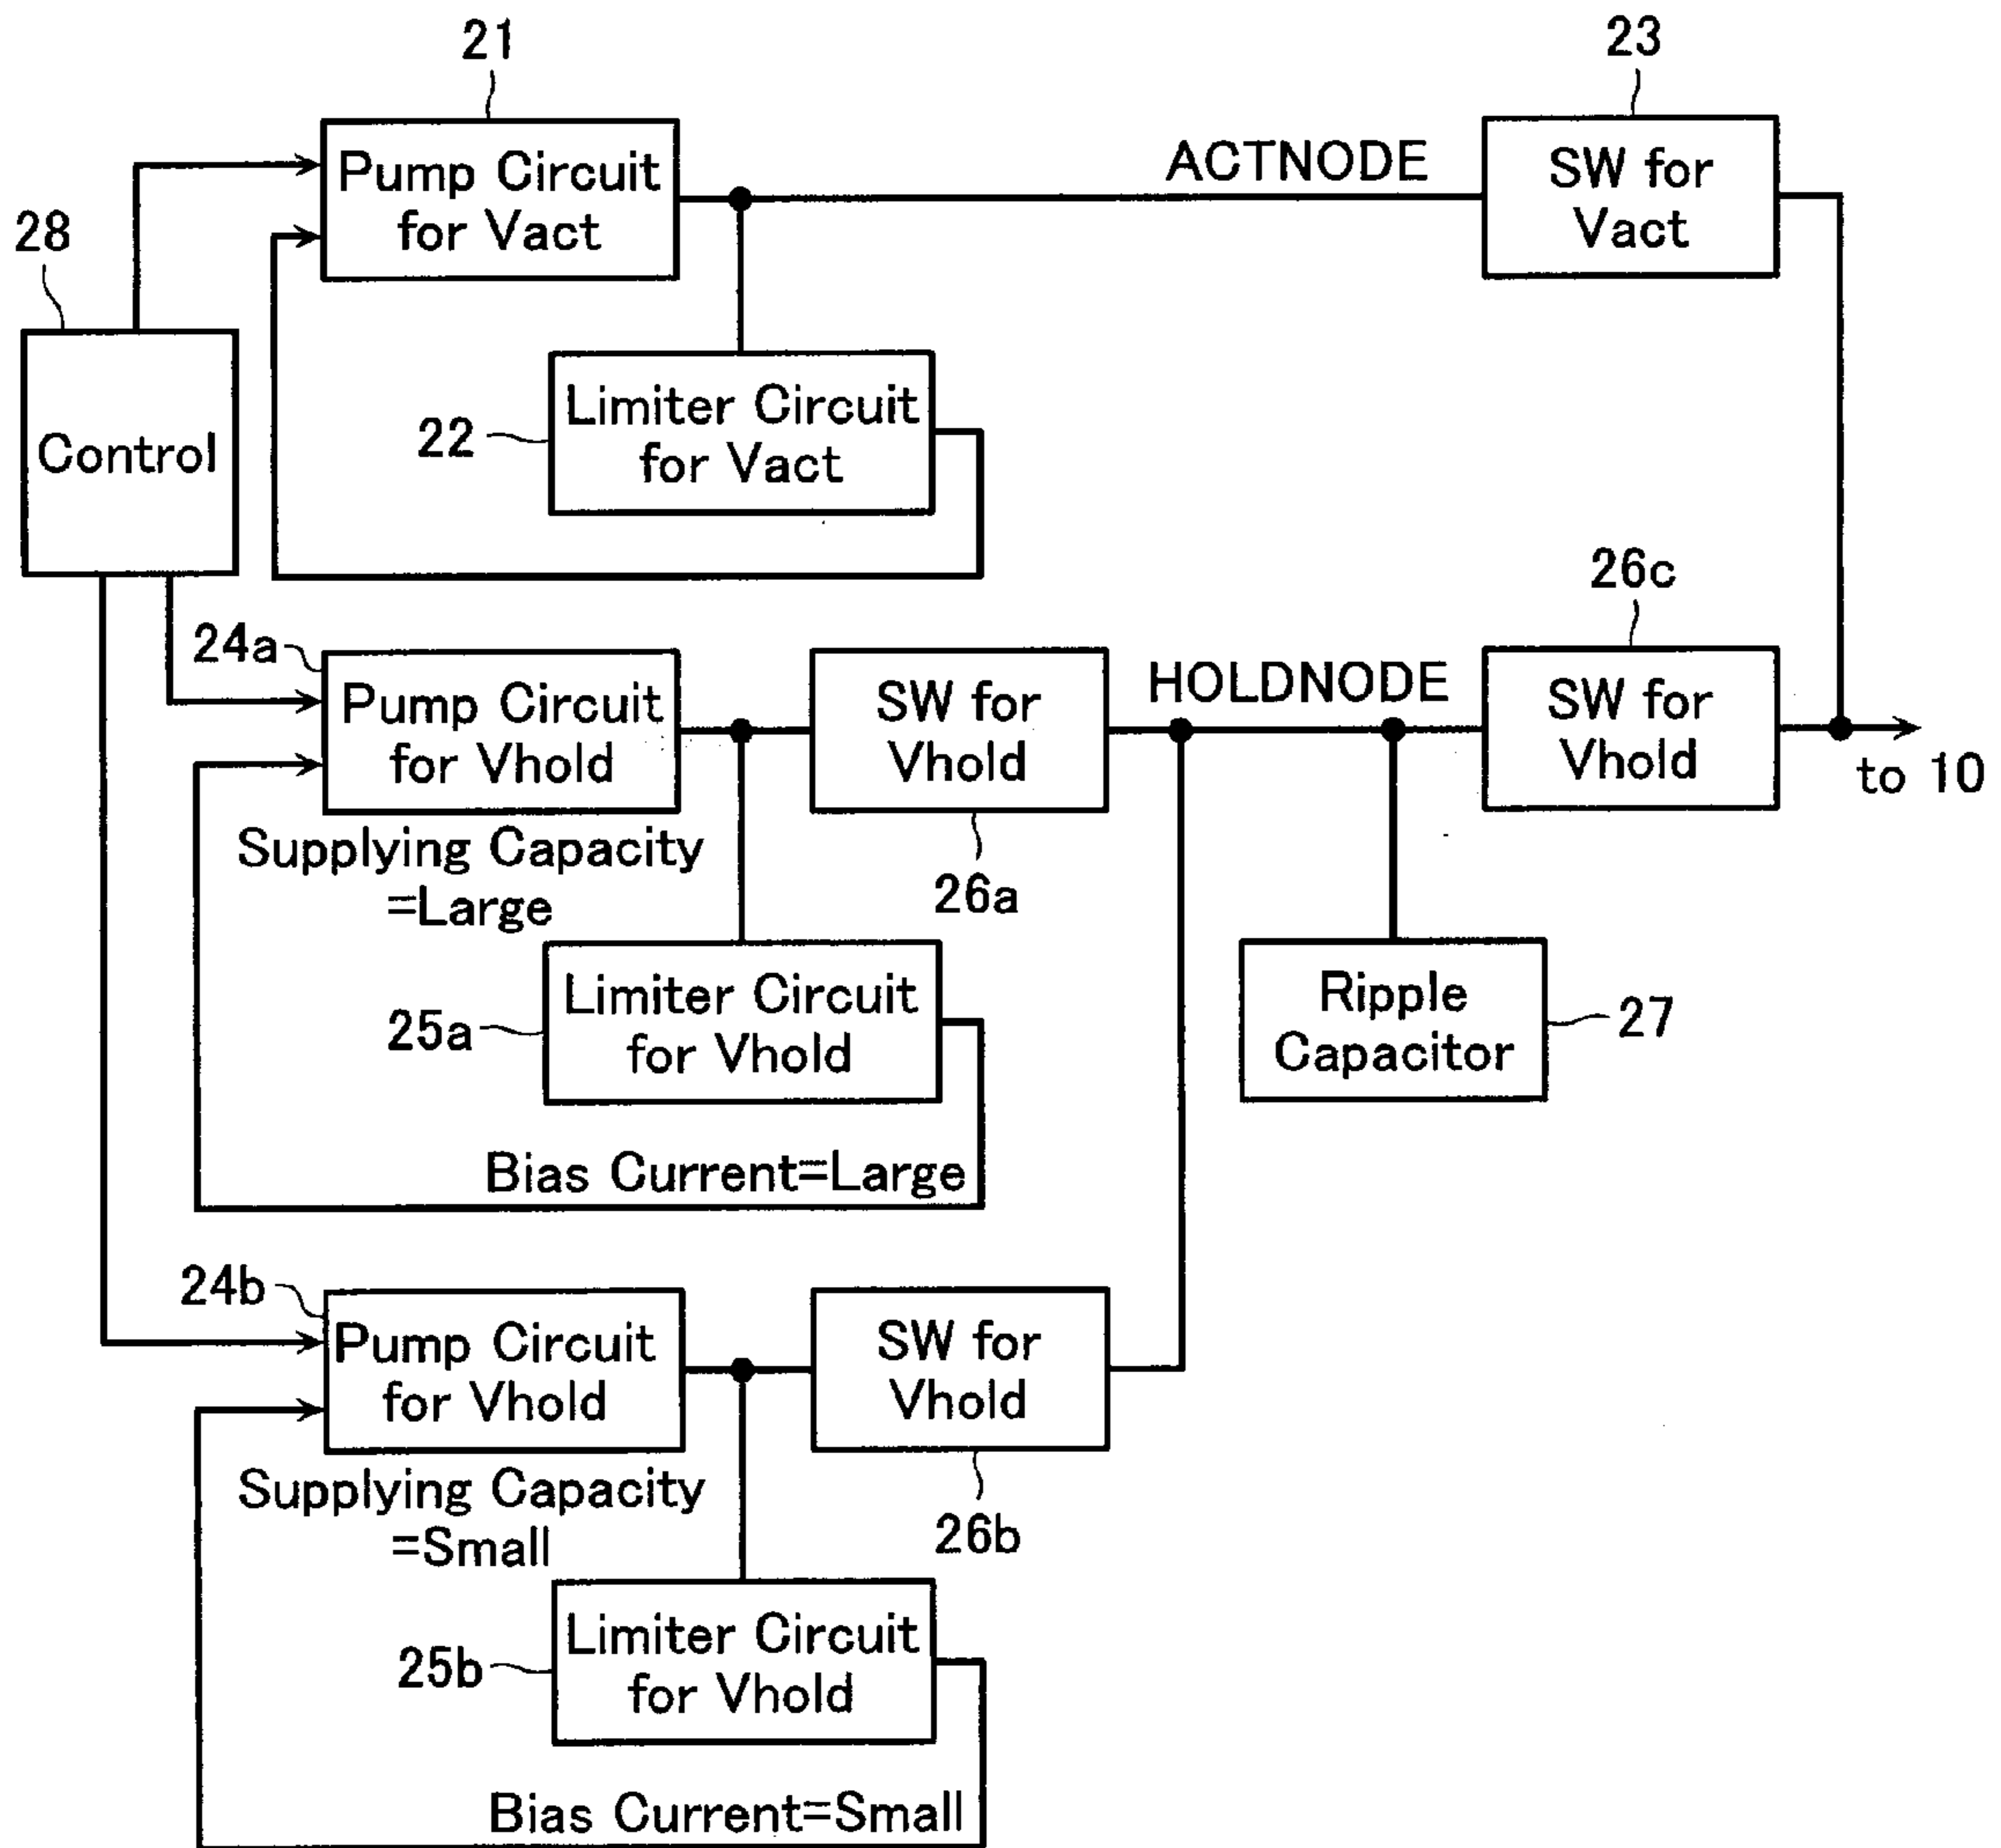 21
23
Pump Circuit
for Vact
ACTNODE
SW for
Vact
28
Control
22
Limiter Circuit
for Vact
26c
24a
Pump Circuit
for Vhold
SW for
Vhold
HOLDNODE
SW for
Vhold
to 10
Supplying Capacity
=Large
26a
25a
Limiter Circuit
for Vhold
Ripple
Capacitor
27
Bias Current=Large
24b
Pump Circuit
for Vhold
SW for
Vhold
Supplying Capacity
=Small
26b
25b
Limiter Circuit
for Vhold
Bias Current=Small